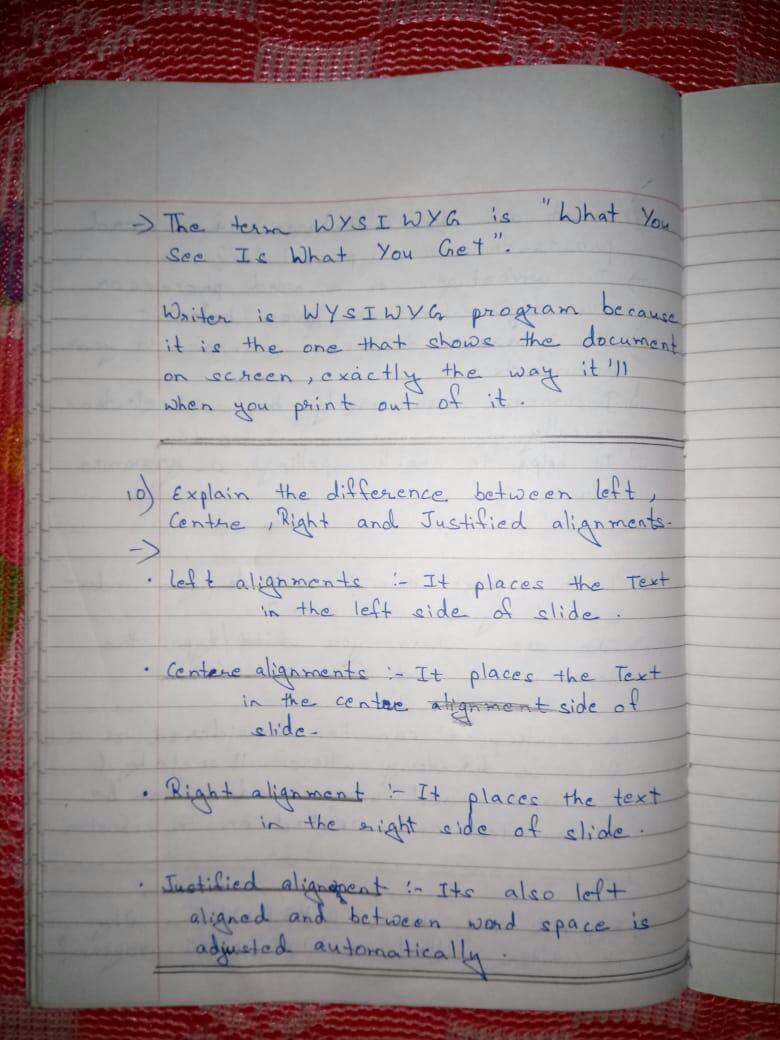 -> The term WYSIWYG is "What You
See Is What You Get".
Writer is WYSIWYG program because
it is the one that shows the document
on screen, exactly the way it'll
when you print out of it.
10) Explain the difference between left,
Centre, Right and Justified alignments.
->
• left alignments :- It places the Text
in the left side of slide.
• Centere alignments :- It places the Text
in the centre alignment side of
slide.
• Right alignment :- It places the text
in the right side of slide.
• Justified alignment :- Its also left
aligned and between word space is
adjusted automatically.